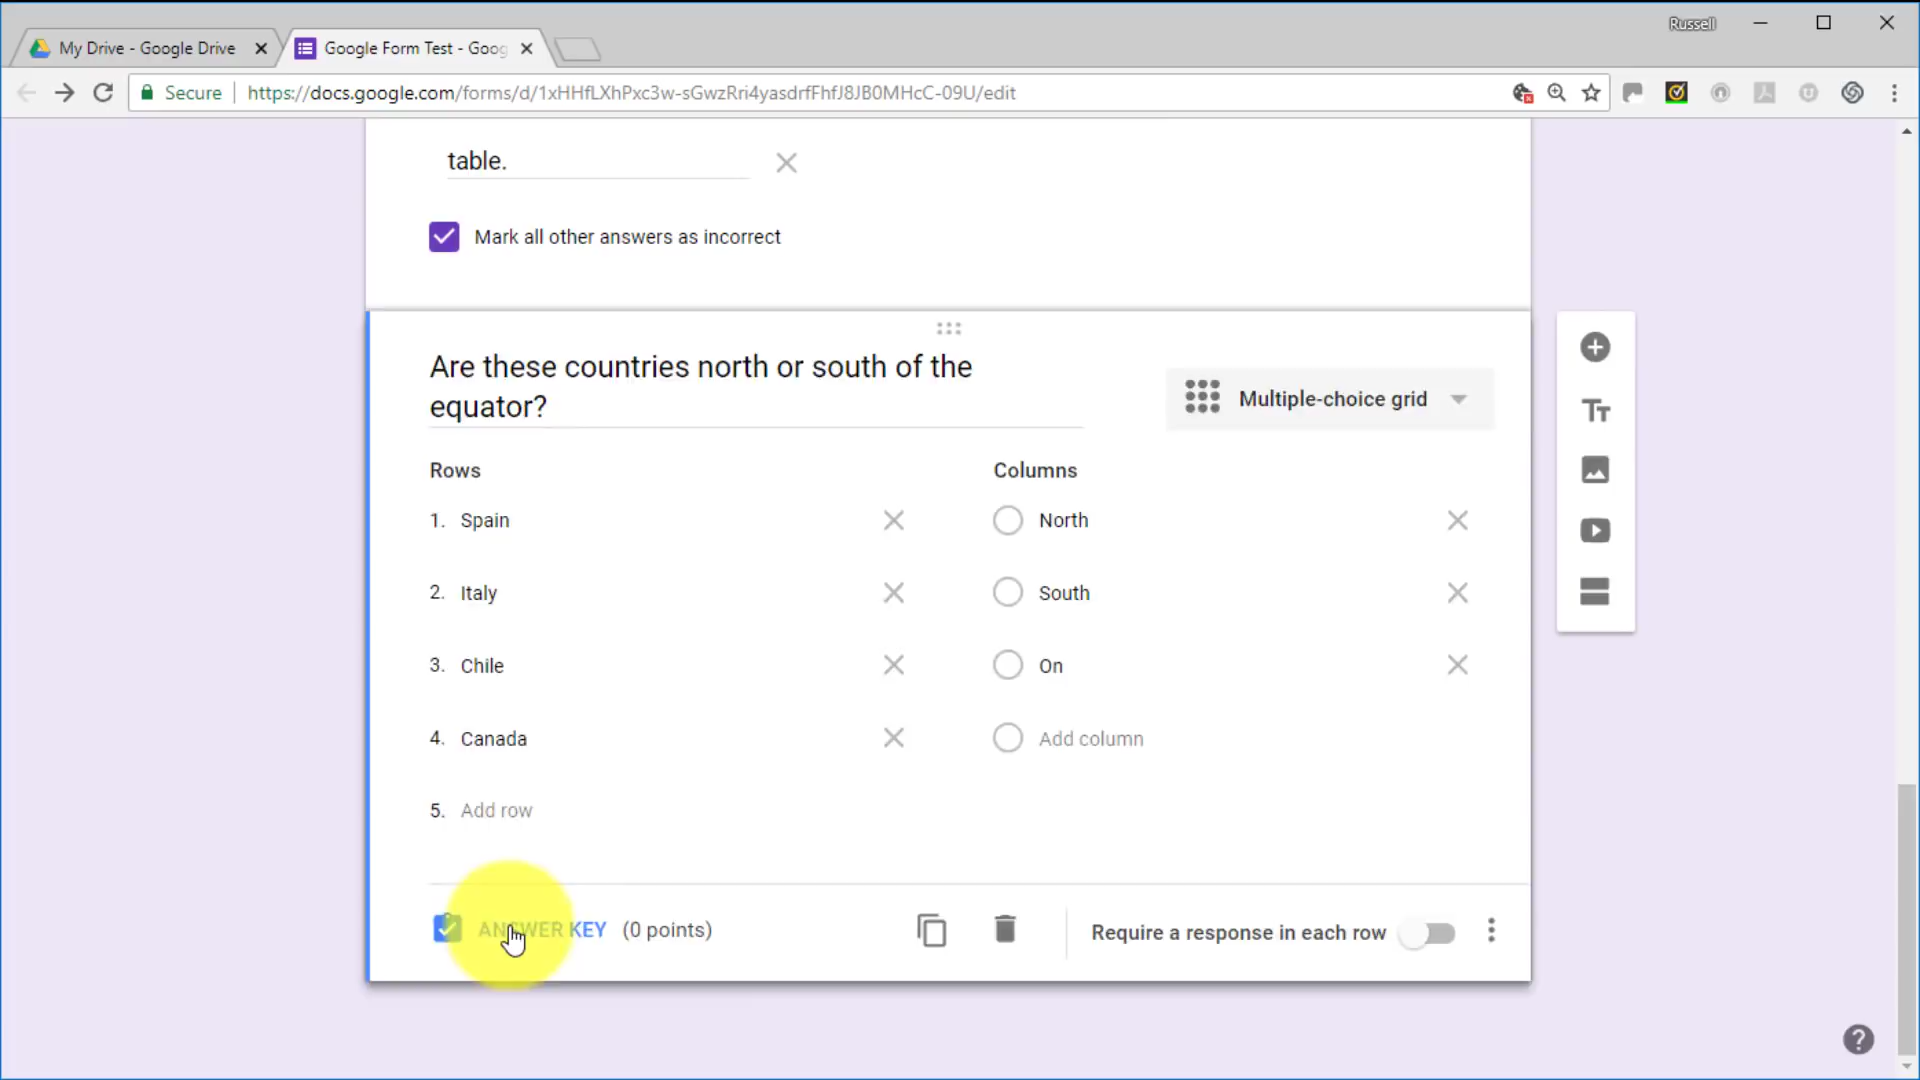 Russell
My Drive - Google Drive
Google Form Test - Goog
Secure
https://docs.google.com/forms/d/1xHHfLXhPxc3w-sGwzRri4yasdrfFhfJ8JB0MHcC-09U/edit
table.
Mark all other answers as incorrect
Are these countries north or south of the
equator?
Multiple-choice grid
Rows
Columns
1. Spain
North
2. Italy
South
3. Chile
On
4. Canada
Add column
5. Add row
ANSWER KEY (0 points)
Require a response in each row